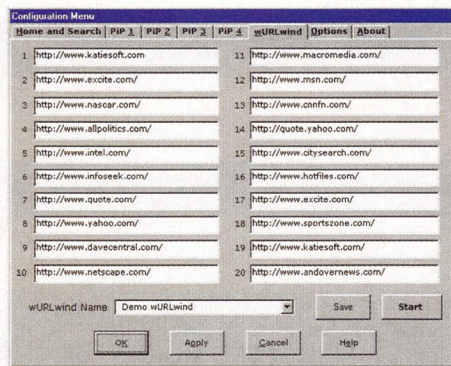 Configuration Menu
Home and Search PiP 1 PiP 2 PiP 3 PiP 4 wURLwind Options About
1 http://www.katiesoft.com
2 http://www.excite.com/
3 http://www.nascar.com/
4 http://www.allpolitics.com/
5 http://www.intel.com/
6 http://www.infoseek.com/
7 http://www.quote.com/
8 http://www.yahoo.com/
9 http://www.davecentral.com/
10 http://www.netscape.com/
11 http://www.macromedia.com/
12 http://www.msn.com/
13 http://www.cnnfn.com/
14 http://quote.yahoo.com/
15 http://www.citysearch.com/
16 http://www.hotfiles.com/
17 http://www.excite.com/
18 http://www.sportszone.com/
19 http://www.katiesoft.com/
20 http://www.andovernews.com/
wURLwind Name Demo wURLwind Save Start
OK Apply Cancel Help